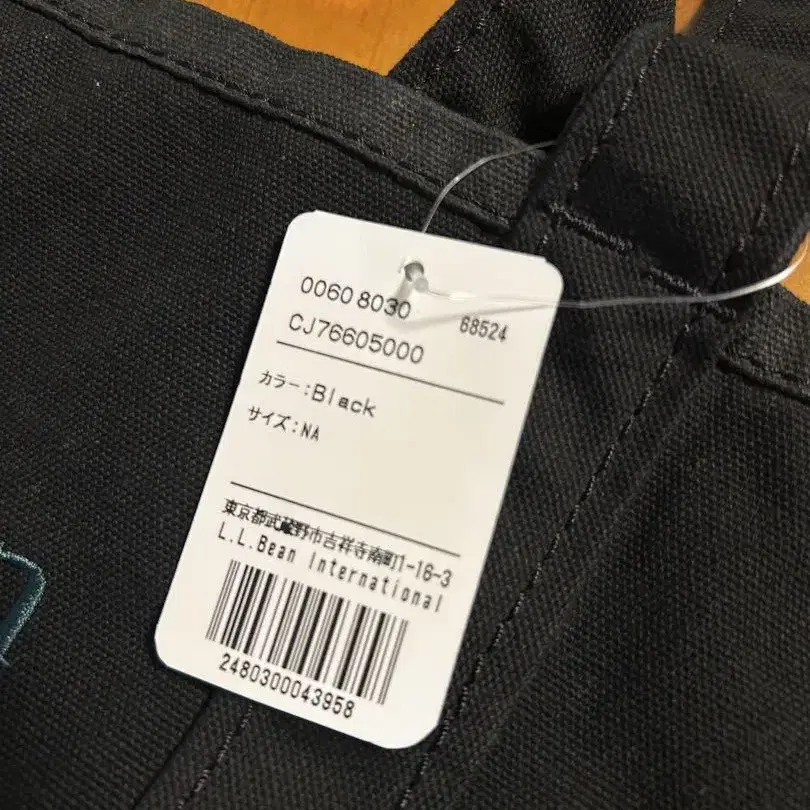 0060 8030 68524
CJ76605000
カラー:Black
サイズ:NA
東京都武蔵野市吉祥寺南町1-16-3
L.L.Bean International
2480300043958